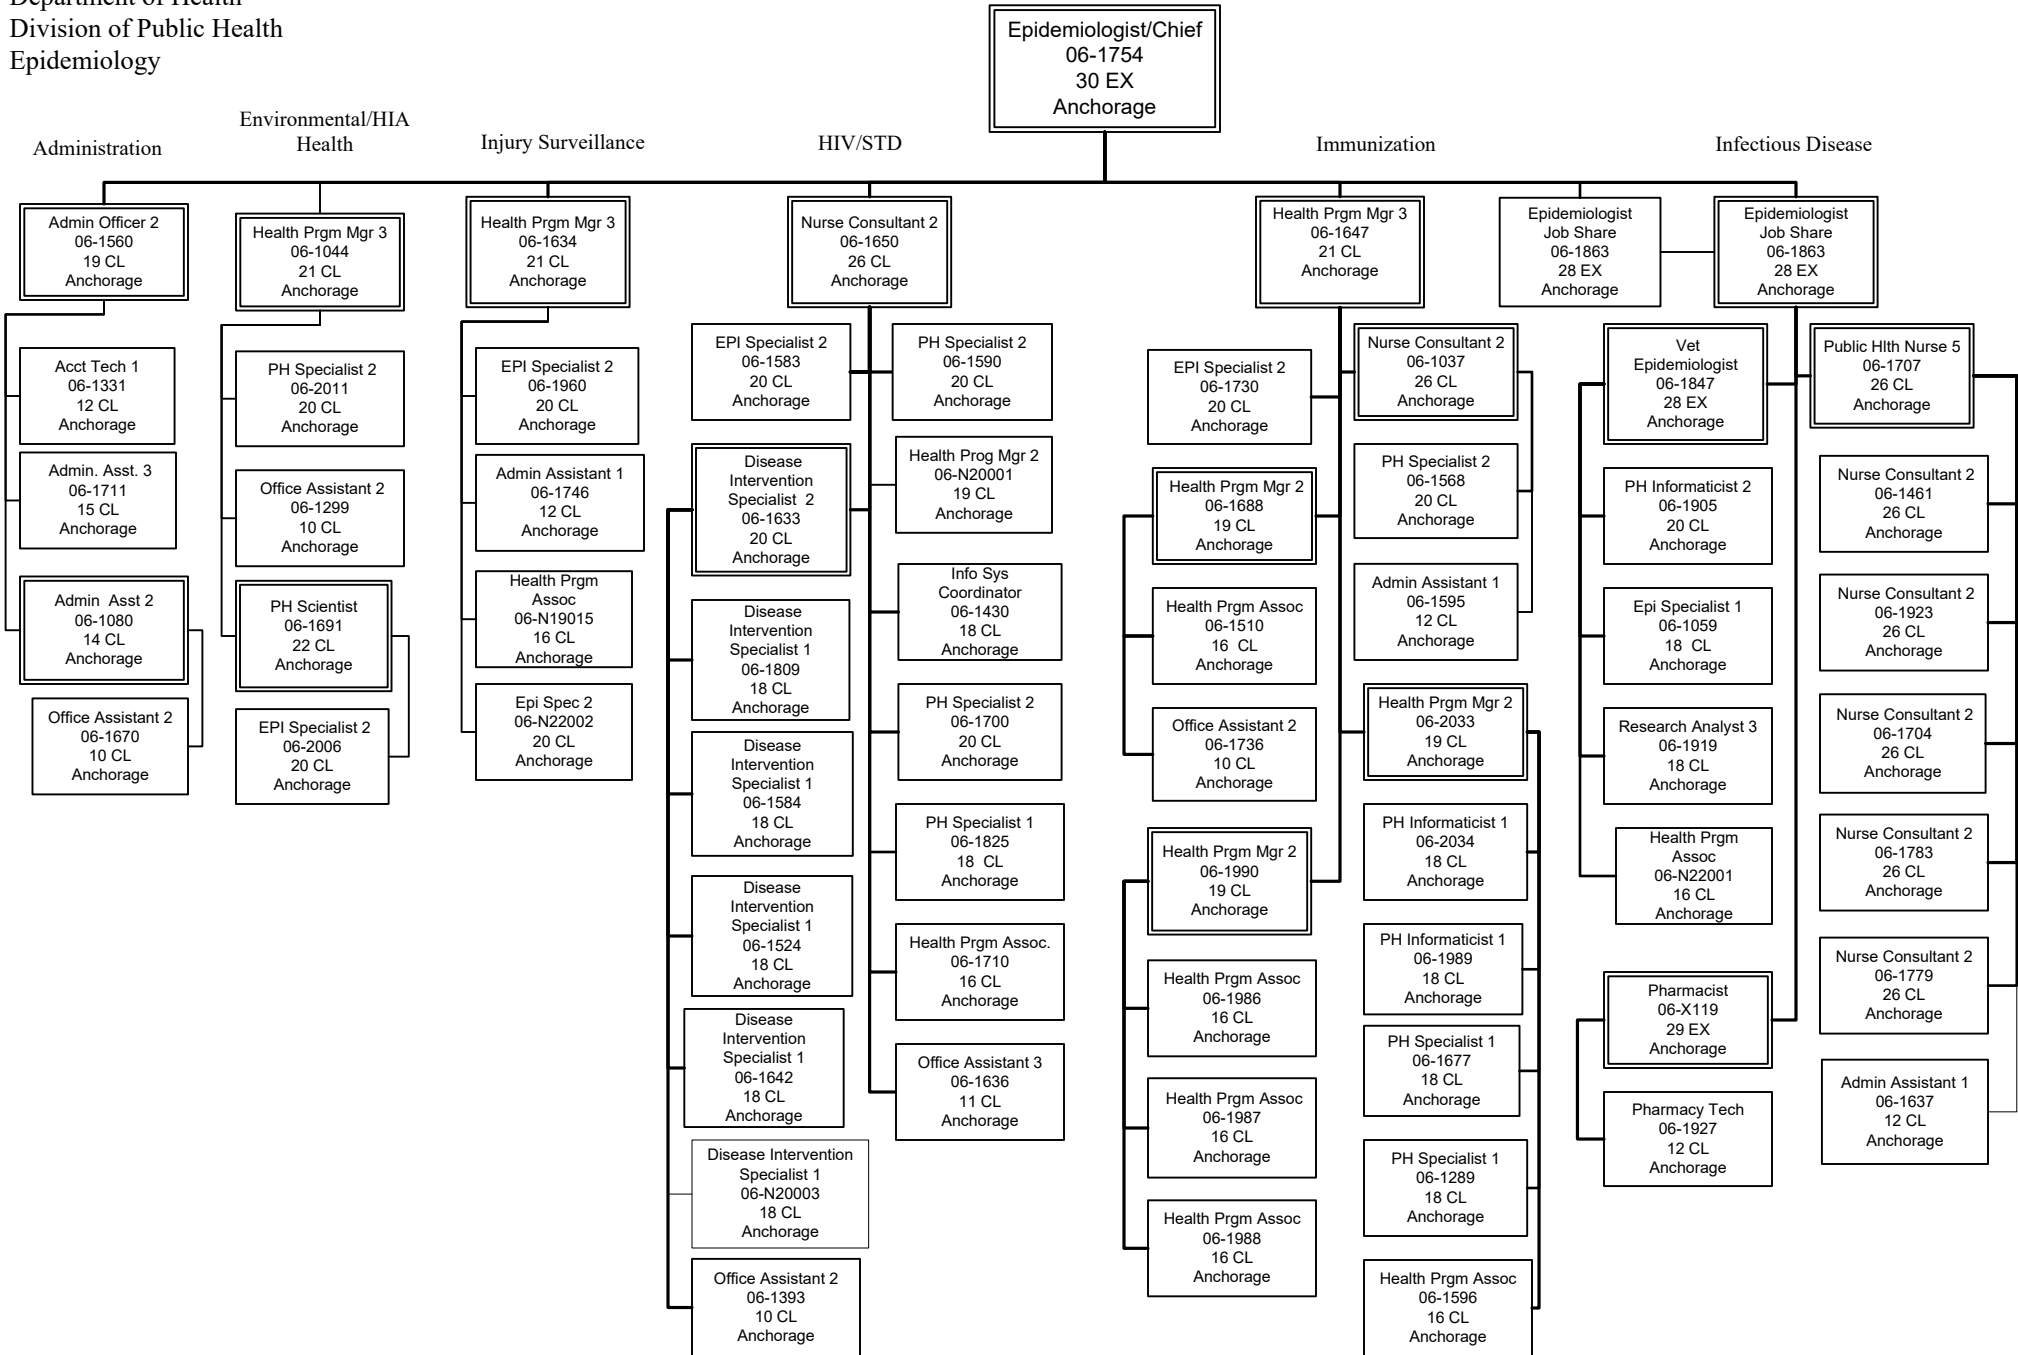 Department of Health
Division of Public Health
Epidemiology
Epidemiologist/Chief
06-1754
30 EX
Anchorage
Administration
Environmental/HIA
Health
Injury Surveillance
HIV/STD
Immunization
Infectious Disease
Admin Officer 2
06-1560
19 CL
Anchorage
Acct Tech 1
06-1331
12 CL
Anchorage
Admin. Asst. 3
06-1711
15 CL
Anchorage
Admin  Asst 2
06-1080
14 CL
Anchorage
Office Assistant 2
06-1670
10 CL
Anchorage
Health Prgm Mgr 3
06-1044
21 CL
Anchorage
PH Specialist 2
06-2011
20 CL
Anchorage
Office Assistant 2
06-1299
10 CL
Anchorage
PH Scientist
06-1691
22 CL
Anchorage
EPI Specialist 2
06-2006
20 CL
Anchorage
Health Prgm Mgr 3
06-1634
21 CL
Anchorage
EPI Specialist 2
06-1960
20 CL
Anchorage
Admin Assistant 1
06-1746
12 CL
Anchorage
Health Prgm
Assoc
06-N19015
16 CL
Anchorage
Epi Spec 2
06-N22002
20 CL
Anchorage
Nurse Consultant 2
06-1650
26 CL
Anchorage
EPI Specialist 2
06-1583
20 CL
Anchorage
Disease
Intervention
Specialist  2
06-1633
20 CL
Anchorage
Disease
Intervention
Specialist 1
06-1809
18 CL
Anchorage
Disease
Intervention
Specialist 1
06-1584
18 CL
Anchorage
Disease
Intervention
Specialist 1
06-1524
18 CL
Anchorage
Disease
Intervention
Specialist 1
06-1642
18 CL
Anchorage
Disease Intervention
Specialist 1
06-N20003
18 CL
Anchorage
Office Assistant 2
06-1393
10 CL
Anchorage
PH Specialist 2
06-1590
20 CL
Anchorage
Health Prog Mgr 2
06-N20001
19 CL
Anchorage
Info Sys
Coordinator
06-1430
18 CL
Anchorage
PH Specialist 2
06-1700
20 CL
Anchorage
PH Specialist 1
06-1825
18  CL
Anchorage
Health Prgm Assoc.
06-1710
16 CL
Anchorage
Office Assistant 3
06-1636
11 CL
Anchorage
Health Prgm Mgr 3
06-1647
21 CL
Anchorage
EPI Specialist 2
06-1730
20 CL
Anchorage
Health Prgm Mgr 2
06-1688
19 CL
Anchorage
Health Prgm Assoc
06-1510
16  CL
Anchorage
Office Assistant 2
06-1736
10 CL
Anchorage
Health Prgm Mgr 2
06-1990
19 CL
Anchorage
Health Prgm Assoc
06-1986
16 CL
Anchorage
Health Prgm Assoc
06-1987
16 CL
Anchorage
Health Prgm Assoc
06-1988
16 CL
Anchorage
Nurse Consultant 2
06-1037
26 CL
Anchorage
PH Specialist 2
06-1568
20 CL
Anchorage
Admin Assistant 1
06-1595
12 CL
Anchorage
Health Prgm Mgr 2
06-2033
19 CL
Anchorage
PH Informaticist 1
06-2034
18 CL
Anchorage
PH Informaticist 1
06-1989
18 CL
Anchorage
PH Specialist 1
06-1677
18 CL
Anchorage
PH Specialist 1
06-1289
18 CL
Anchorage
Health Prgm Assoc
06-1596
16 CL
Anchorage
Epidemiologist
Job Share
06-1863
28 EX
Anchorage
Epidemiologist
Job Share
06-1863
28 EX
Anchorage
Vet
Epidemiologist
06-1847
28 EX
Anchorage
PH Informaticist 2
06-1905
20 CL
Anchorage
Epi Specialist 1
06-1059
18  CL
Anchorage
Research Analyst 3
06-1919
18 CL
Anchorage
Health Prgm
Assoc
06-N22001
16 CL
Anchorage
Pharmacist
06-X119
29 EX
Anchorage
Pharmacy Tech
06-1927
12 CL
Anchorage
Public Hlth Nurse 5
06-1707
26 CL
Anchorage
Nurse Consultant 2
06-1461
26 CL
Anchorage
Nurse Consultant 2
06-1923
26 CL
Anchorage
Nurse Consultant 2
06-1704
26 CL
Anchorage
Nurse Consultant 2
06-1783
26 CL
Anchorage
Nurse Consultant 2
06-1779
26 CL
Anchorage
Admin Assistant 1
06-1637
12 CL
Anchorage